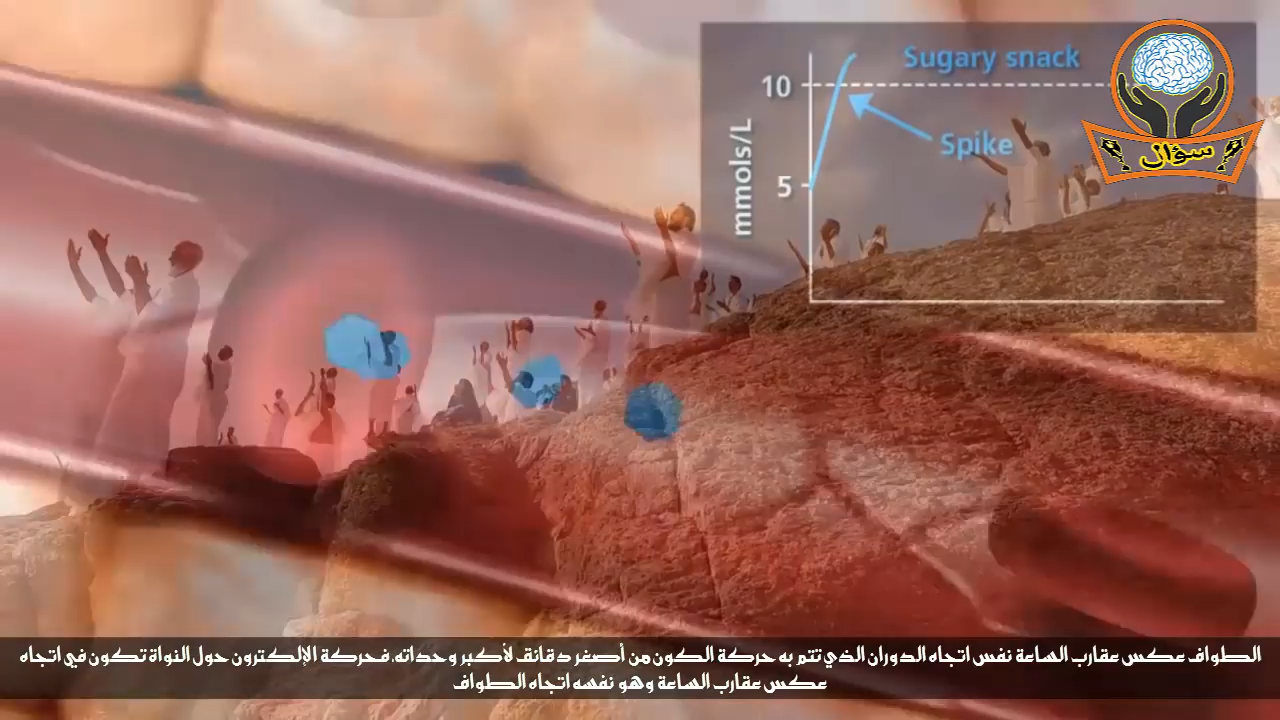 Sugary snack
10
Spike
mmols/L
5
سؤال
الطواف عكس عقارب الساعة نفس اتجاه الدوران الذي تتم به حركة الكون من أصغر دقائقه لأكبر وحداته، فحركة الإلكترون حول النواة تكون في اتجاه
عكس عقارب الساعة وهو نفسه اتجاه الطواف